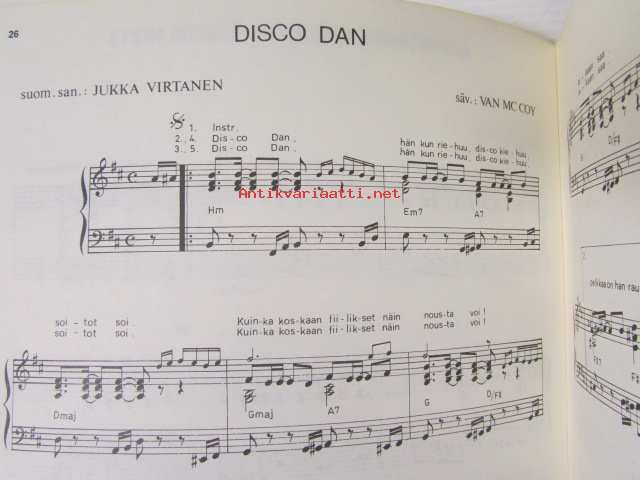 26
DISCO DAN
suom. san.: JUKKA VIRTANEN
säv.: VAN MC COY
1. Instr.
2. 4. Dis-co Dan, hän kun rie-huu, dis-co kie-huu,
3. 5. Dis-co Dan, hän kun rie-huu, dis-co kie-huu,
Antikvariaatti.net
Hm Em7 A7
soi-tot soi. Kuin-ka kos-kaan fii-lik-set näin nous-ta voi!
soi-tot soi. Kuin-ka kos-kaan fii-lik-set näin nous-ta voi!
Dmaj Gmaj A7 G D/F#
D/F#
2.
F#7